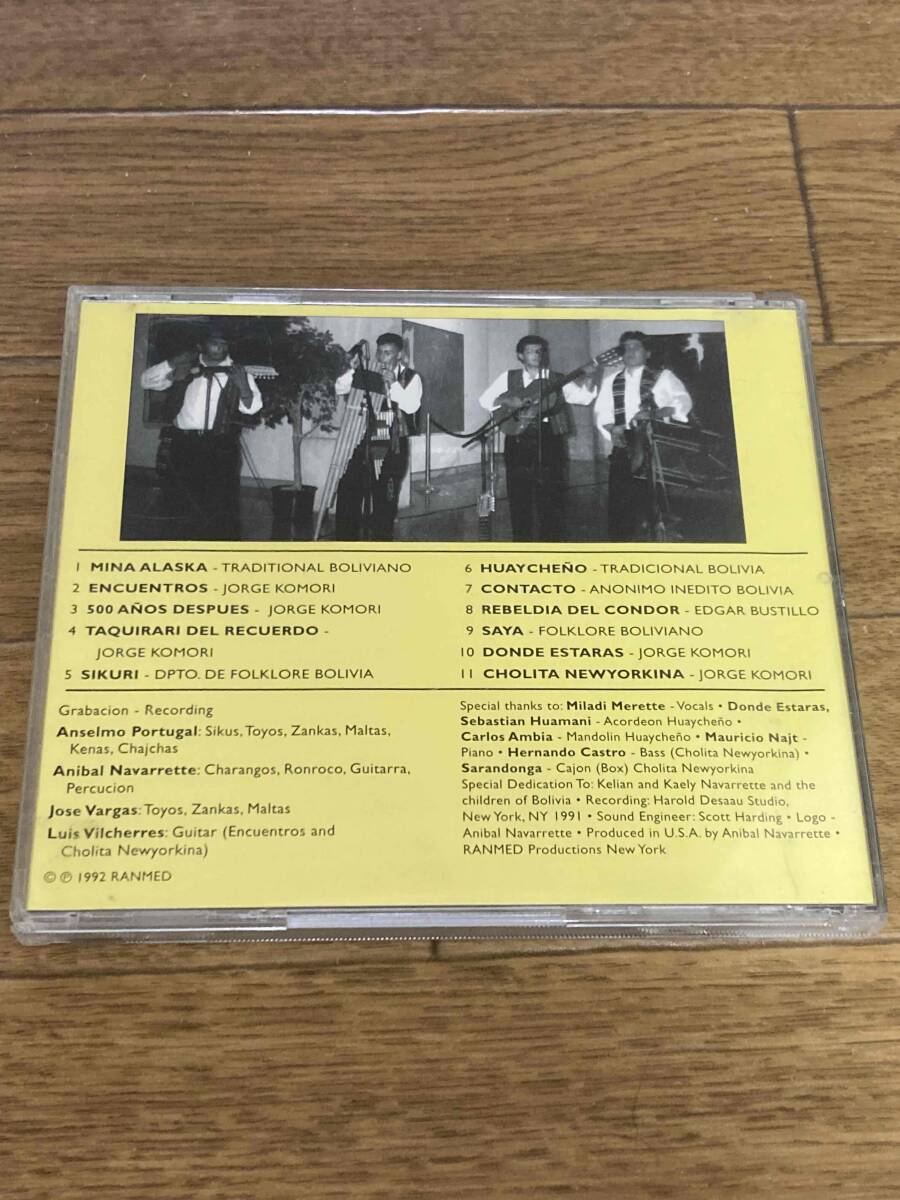 1 MINA ALASKA - TRADITIONAL BOLIVIANO
2 ENCUENTROS - JORGE KOMORI
3 500 AÑOS DESPUES - JORGE KOMORI
4 TAQUIRARI DEL RECUERDO -
JORGE KOMORI
5 SIKURI - DPTO. DE FOLKLORE BOLIVIA
6 HUAYCHEÑO - TRADICIONAL BOLIVIA
7 CONTACTO - ANONIMO INEDITO BOLIVIA
8 REBELDIA DEL CONDOR - EDGAR BUSTILLO
9 SAYA - FOLKLORE BOLIVIANO
10 DONDE ESTARAS - JORGE KOMORI
11 CHOLITA NEWYORKINA - JORGE KOMORI
Grabacion - Recording
Anselmo Portugal: Sikus, Toyos, Zankas, Maltas,
Kenas, Chajchas
Anibal Navarrette: Charangos, Ronroco, Guitarra,
Percucion
Jose Vargas: Toyos, Zankas, Maltas
Luis Vilcherres: Guitar (Encuentros and
Cholita Newyorkina)
© ℗ 1992 RANMED
Special thanks to: Miladi Merette - Vocals • Donde Estaras,
Sebastian Huamani - Acordeon Huaycheño •
Carlos Ambia - Mandolin Huaycheño • Mauricio Najt -
Piano • Hernando Castro - Bass (Cholita Newyorkina) •
Sarandonga - Cajon (Box) Cholita Newyorkina
Special Dedication To: Kelian and Kaely Navarrette and the
children of Bolivia • Recording: Harold Desaau Studio,
New York, NY 1991 • Sound Engineer: Scott Harding • Logo -
Anibal Navarrette • Produced in U.S.A. by Anibal Navarrette •
RANMED Productions New York